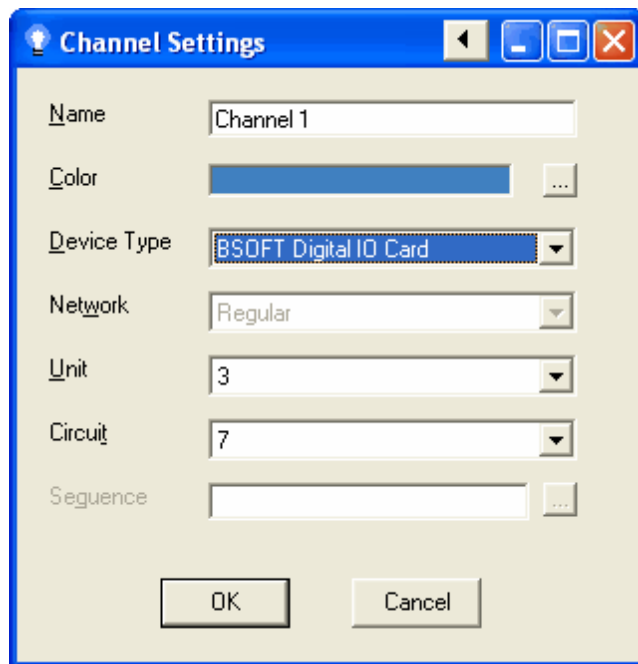 Channel Settings
Name Channel 1
Color ...
Device Type BSOFT Digital IO Card
Network Regular
Unit 3
Circuit 7
Seguence ...
OK Cancel